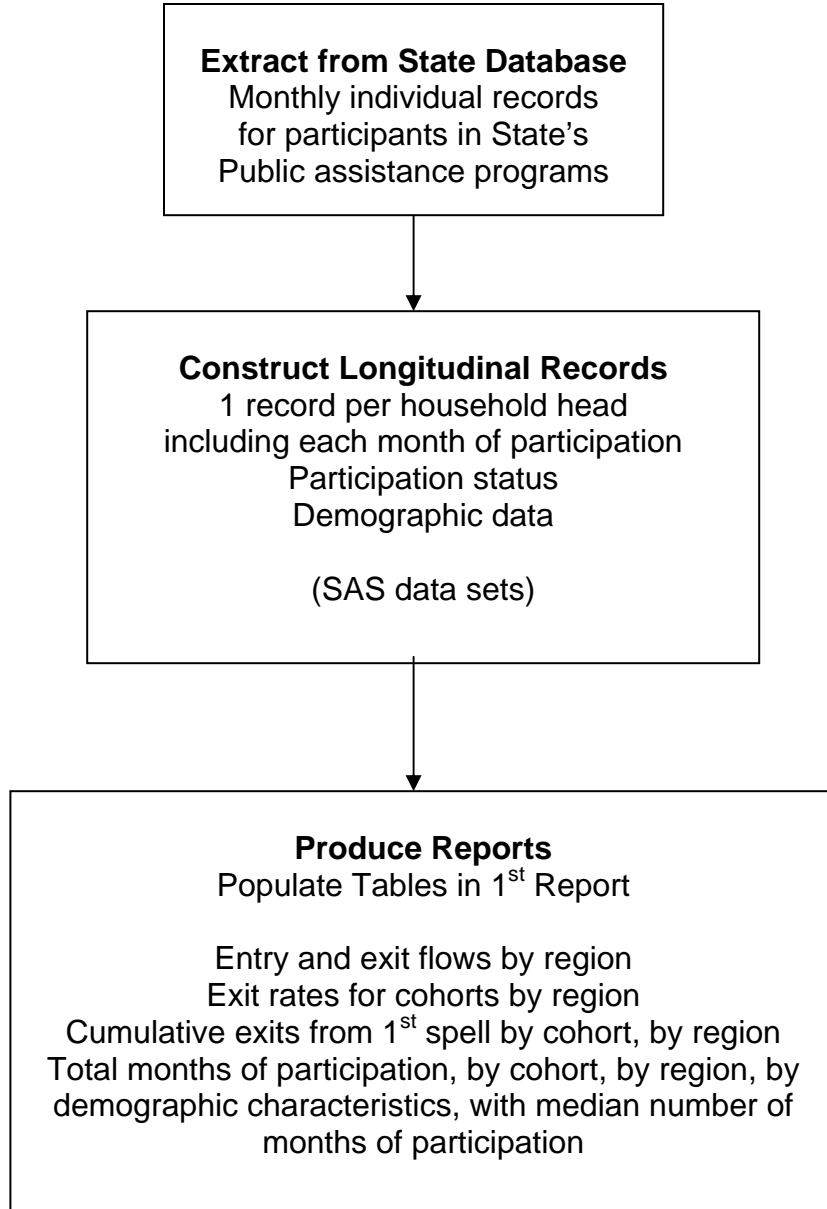 Extract from State Database
Monthly individual records
for participants in State’s
Public assistance programs
Construct Longitudinal Records
1 record per household head
including each month of participation
Participation status
Demographic data
(SAS data sets)
Produce Reports
Populate Tables in 1st Report
Entry and exit flows by region
Exit rates for cohorts by region
Cumulative exits from 1st spell by cohort, by region
Total months of participation, by cohort, by region, by
demographic characteristics, with median number of
months of participation